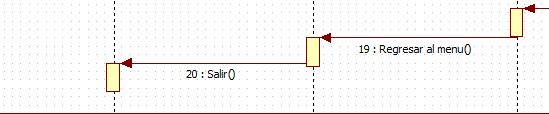 19 : Regresar al menu()
20 : Salir()